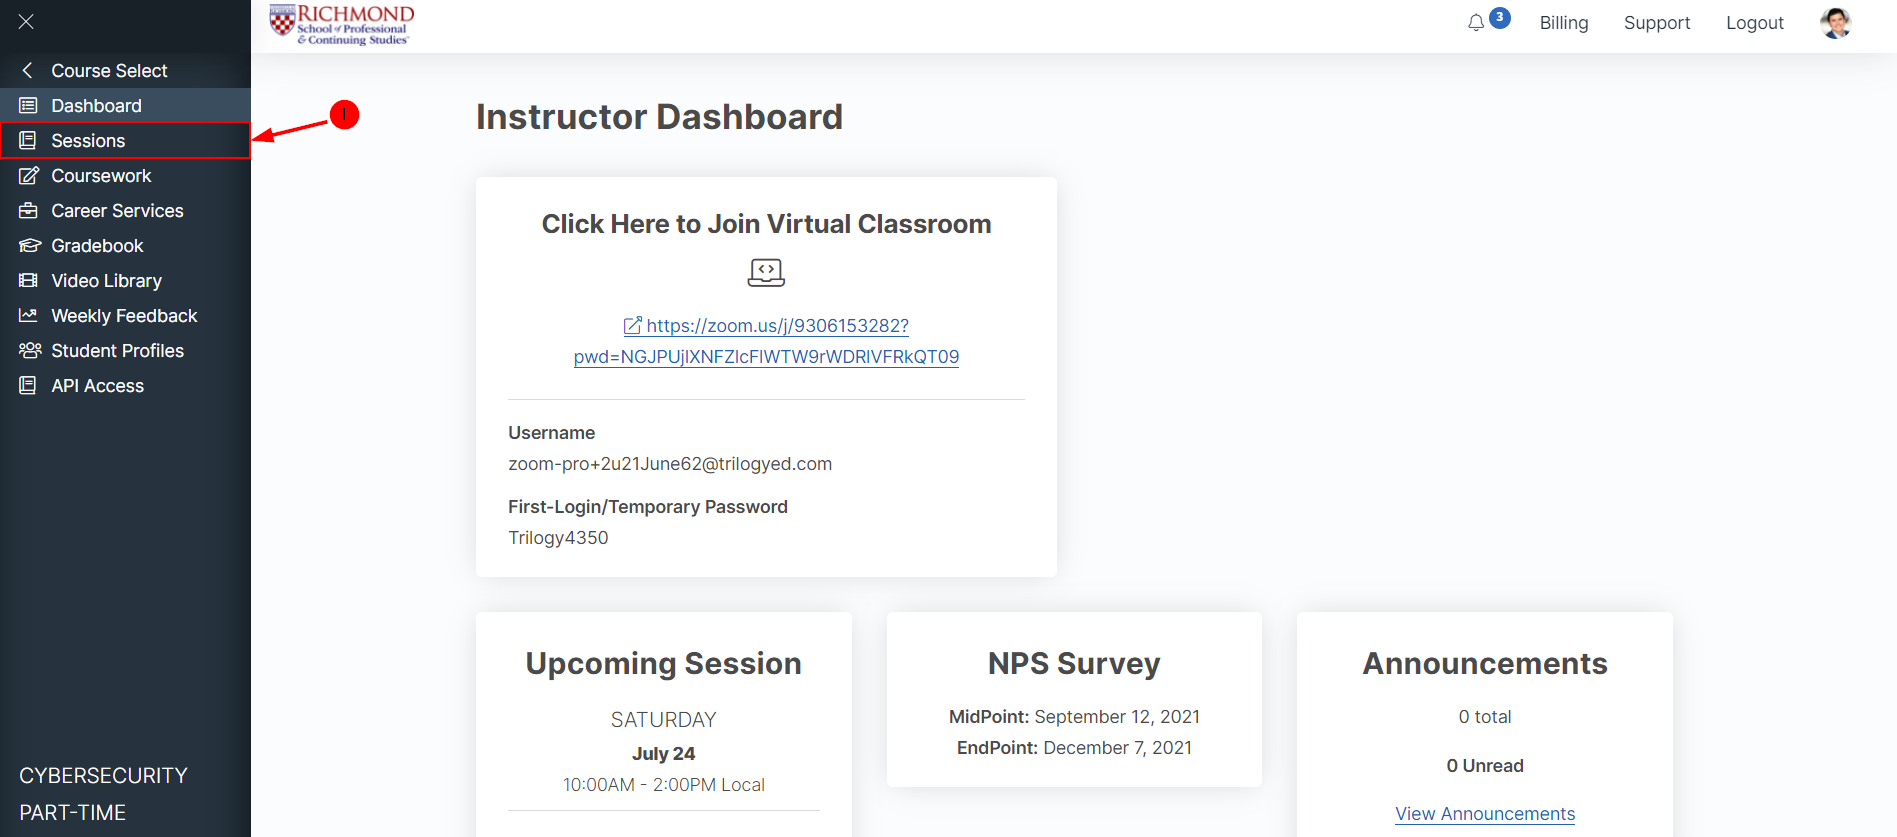 RICHMOND
School of Professional
& Continuing Studies
3
Billing
Support
Logout
Course Select
Dashboard
Sessions
1
Coursework
Career Services
Gradebook
Video Library
Weekly Feedback
Student Profiles
API Access
CYBERSECURITY
PART-TIME
Instructor Dashboard
Click Here to Join Virtual Classroom
https://zoom.us/j/9306153282?
pwd=NGJPUjlXNFZlcFlWTW9rWDRlVFRkQT09
Username
zoom-pro+2u21June62@trilogyed.com
First-Login/Temporary Password
Trilogy4350
Upcoming Session
SATURDAY
July 24
10:00AM - 2:00PM Local
NPS Survey
MidPoint: September 12, 2021
EndPoint: December 7, 2021
Announcements
0 total
0 Unread
View Announcements